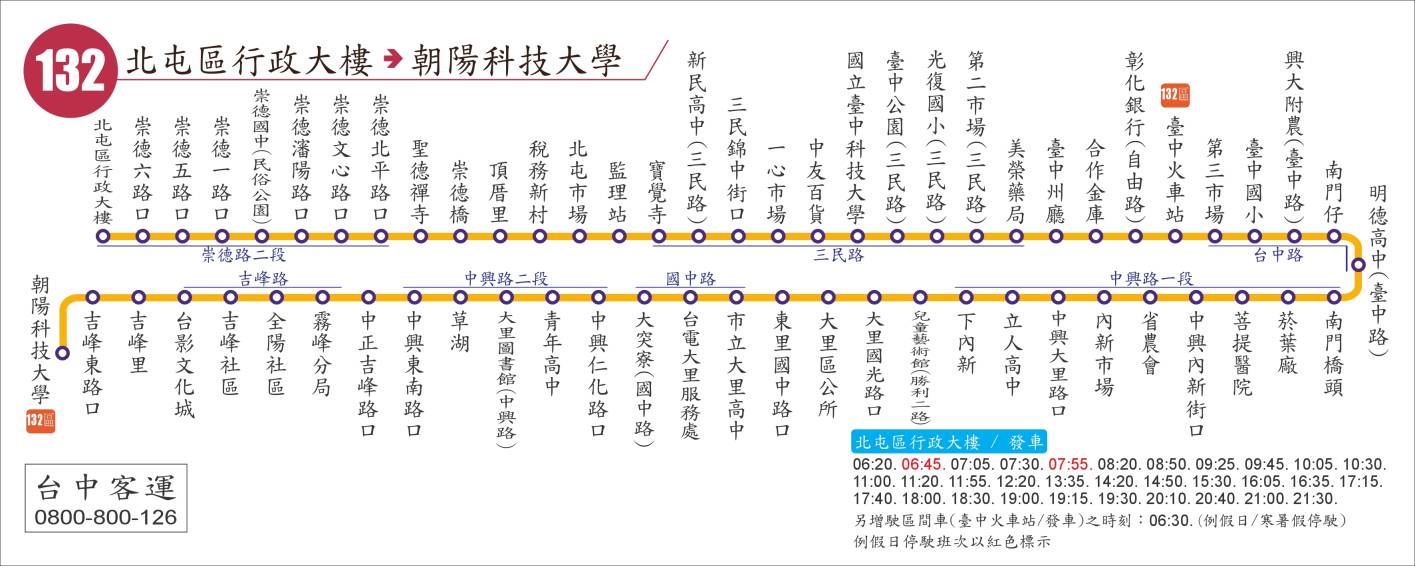 132
北屯區行政大樓➔朝陽科技大學
北屯區行政大樓
崇德六路口
崇德五路口
崇德一路口
崇德國中(民俗公園)
崇德瀋陽路口
崇德文心路口
崇德北平路口
聖德禪寺
崇德橋
頂厝里
稅務新村
北屯市場
監理站
寶覺寺
新民高中(三民路)
三民錦中街口
一心市場
中友百貨
國立臺中科技大學
臺中公園(三民路)
光復國小(三民路)
第二市場(三民路)
美榮藥局
臺中州廳
合作金庫
彰化銀行(自由路)
132區
臺中火車站
第三市場
臺中國小
興大附農(臺中路)
南門仔
明德高中(臺中路)
崇德路二段
三民路
台中路
吉峰路
中興路二段
國中路
中興路一段
朝陽科技大學
132區
吉峰東路口
吉峰里
台影文化城
吉峰社區
全陽社區
霧峰分局
中正吉峰路口
中興東南路口
草湖
大里圖書館(中興路)
青年高中
中興仁化路口
大突寮(國中路)
台電大里服務處
市立大里高中
東里國中路口
大里區公所
大里國光路口
兒童藝術館(勝利二路)
下內新
立人高中
中興大里路口
內新市場
省農會
中興內新街口
菩提醫院
菸葉廠
南門橋頭
北屯區行政大樓 / 發車
06:20. 06:45. 07:05. 07:30. 07:55. 08:20. 08:50. 09:25. 09:45. 10:05. 10:30.
11:00. 11:20. 11:55. 12:20. 13:35. 14:20. 14:50. 15:30. 16:05. 16:35. 17:15.
17:40. 18:00. 18:30. 19:00. 19:15. 19:30. 20:10. 20:40. 21:00. 21:30.
另增駛區間車(臺中火車站/發車)之時刻：06:30. (例假日/寒暑假停駛)
例假日停駛班次以紅色標示
台中客運
0800-800-126